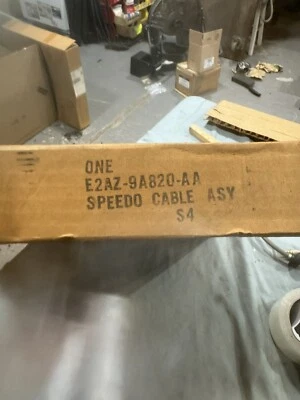 ONE
E2AZ-9A820-AA
SPEEDO CABLE ASY
S4